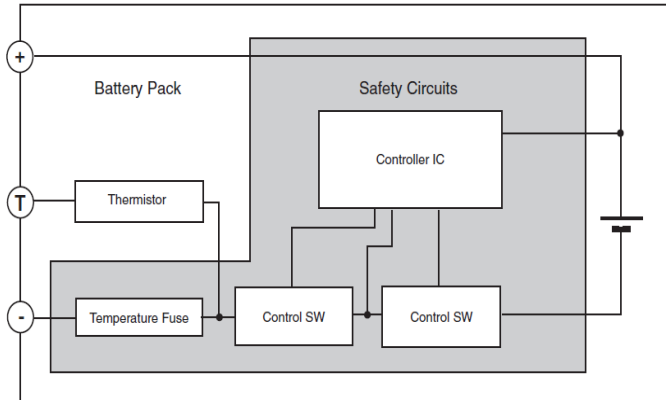 +
Battery Pack
Safety Circuits
Controller IC
T
Thermistor
-
Temperature Fuse
Control SW
Control SW